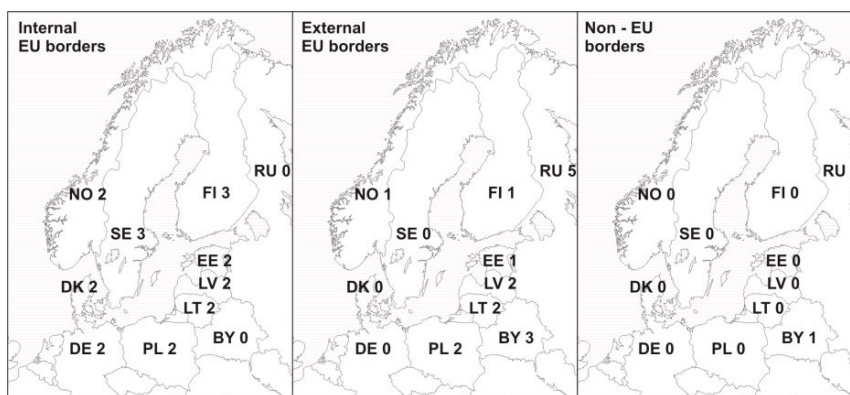 Internal
EU borders
RU 0
NO 2
FI 3
SE 3
EE 2
DK 2
LV 2
LT 2
BY 0
DE 2
PL 2
External
EU borders
RU 5
NO 1
FI 1
SE 0
EE 1
DK 0
LV 2
LT 2
BY 3
DE 0
PL 2
Non - EU
borders
RU
NO 0
FI 0
SE 0
EE 0
DK 0
LV 0
LT 0
BY 1
DE 0
PL 0